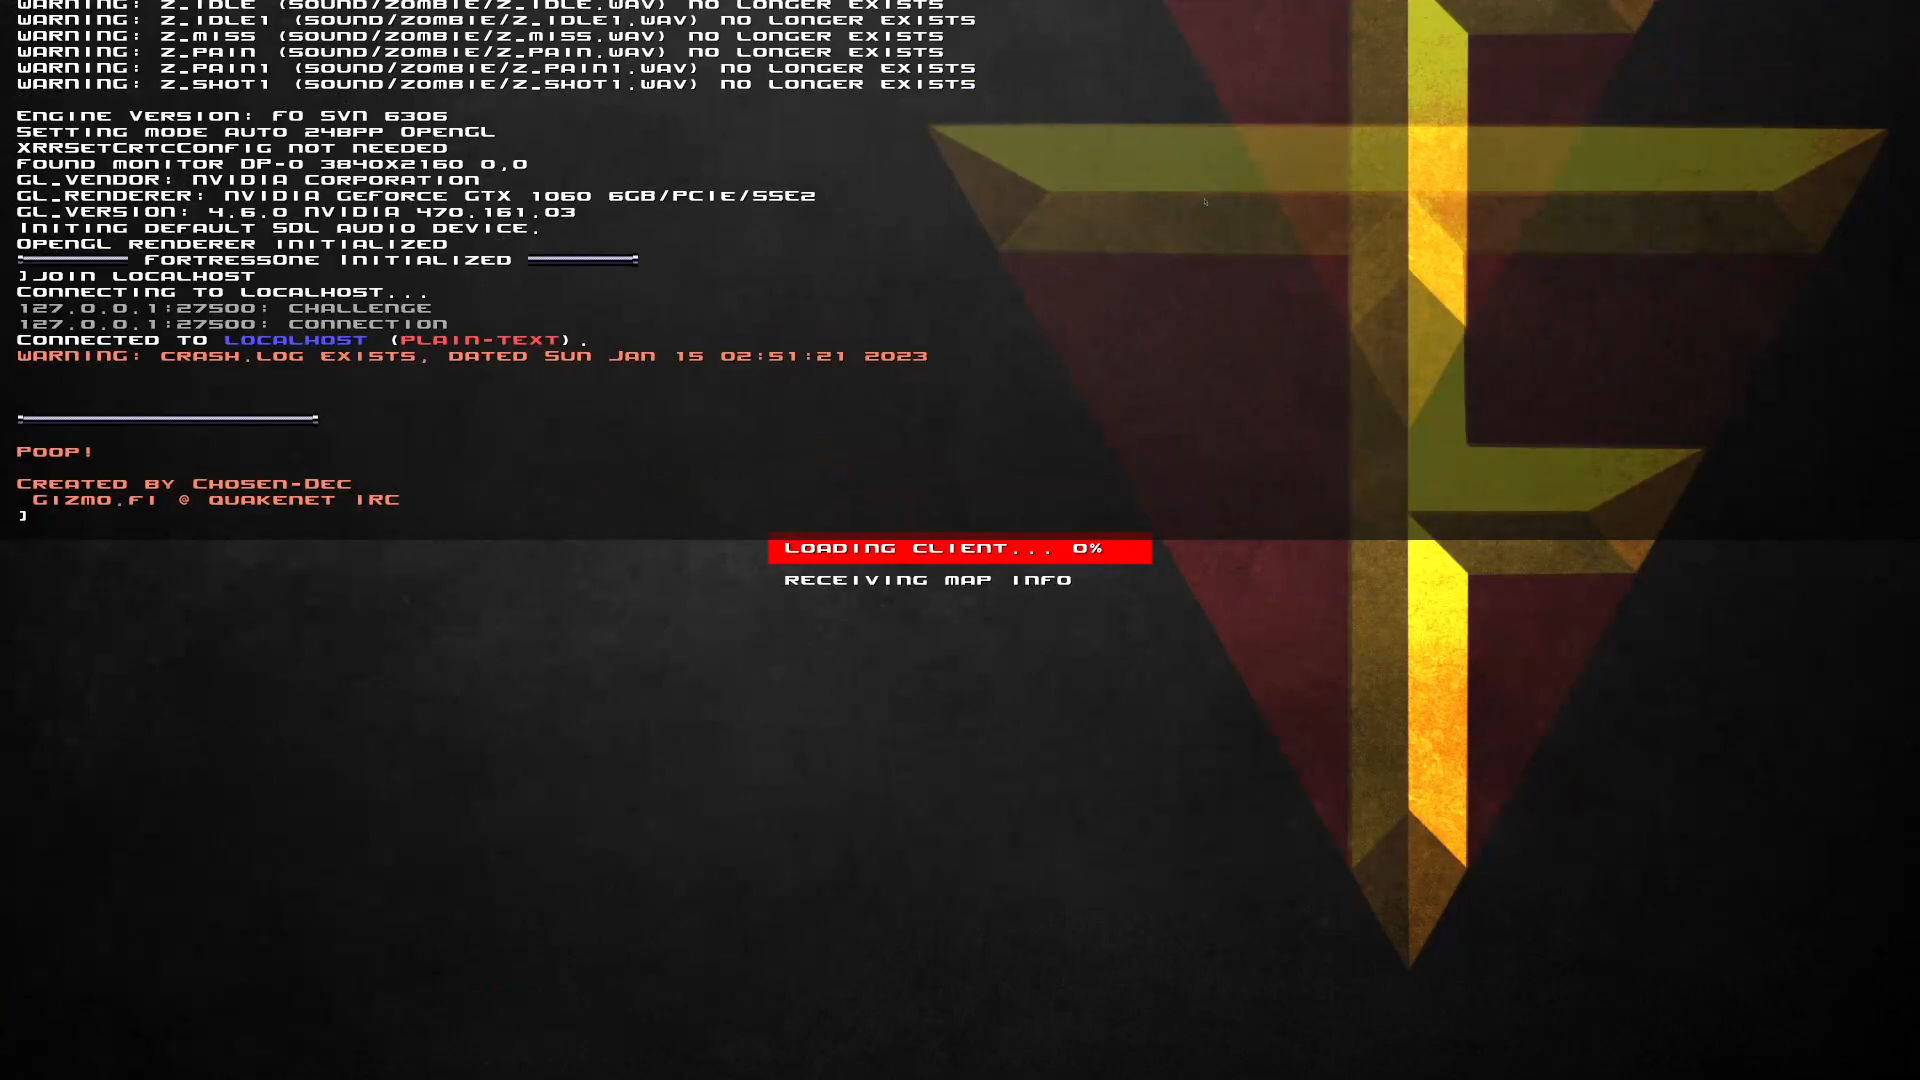 WARNING: Z_IDLE (SOUND/ZOMBIE/Z_IDLE.WAV) NO LONGER EXISTS
WARNING: Z_IDLE1 (SOUND/ZOMBIE/Z_IDLE1.WAV) NO LONGER EXISTS
WARNING: Z_MISS (SOUND/ZOMBIE/Z_MISS.WAV) NO LONGER EXISTS
WARNING: Z_PAIN (SOUND/ZOMBIE/Z_PAIN.WAV) NO LONGER EXISTS
WARNING: Z_PAIN1 (SOUND/ZOMBIE/Z_PAIN1.WAV) NO LONGER EXISTS
WARNING: Z_SHOT1 (SOUND/ZOMBIE/Z_SHOT1.WAV) NO LONGER EXISTS
ENGINE VERSION: FO SVN 6306
SETTING MODE AUTO 24BPP OPENGL
XRRSETCRTCCONFIG NOT NEEDED
FOUND MONITOR DP-0 3840X2160 0,0
GL_VENDOR: NVIDIA CORPORATION
GL_RENDERER: NVIDIA GEFORCE GTX 1060 6GB/PCIE/SSE2
GL_VERSION: 4.6.0 NVIDIA 470.161.03
INITING DEFAULT SDL AUDIO DEVICE.
OPENGL RENDERER INITIALIZED
FORTRESSONE INITIALIZED
]JOIN LOCALHOST
CONNECTING TO LOCALHOST...
127.0.0.1:27500: CHALLENGE
127.0.0.1:27500: CONNECTION
CONNECTED TO LOCALHOST (PLAIN-TEXT).
WARNING: CRASH.LOG EXISTS, DATED SUN JAN 15 02:51:21 2023
POOP!
CREATED BY CHOSEN-DEC
GIZMO.FI @ QUAKENET IRC
]
LOADING CLIENT... 0%
RECEIVING MAP INFO